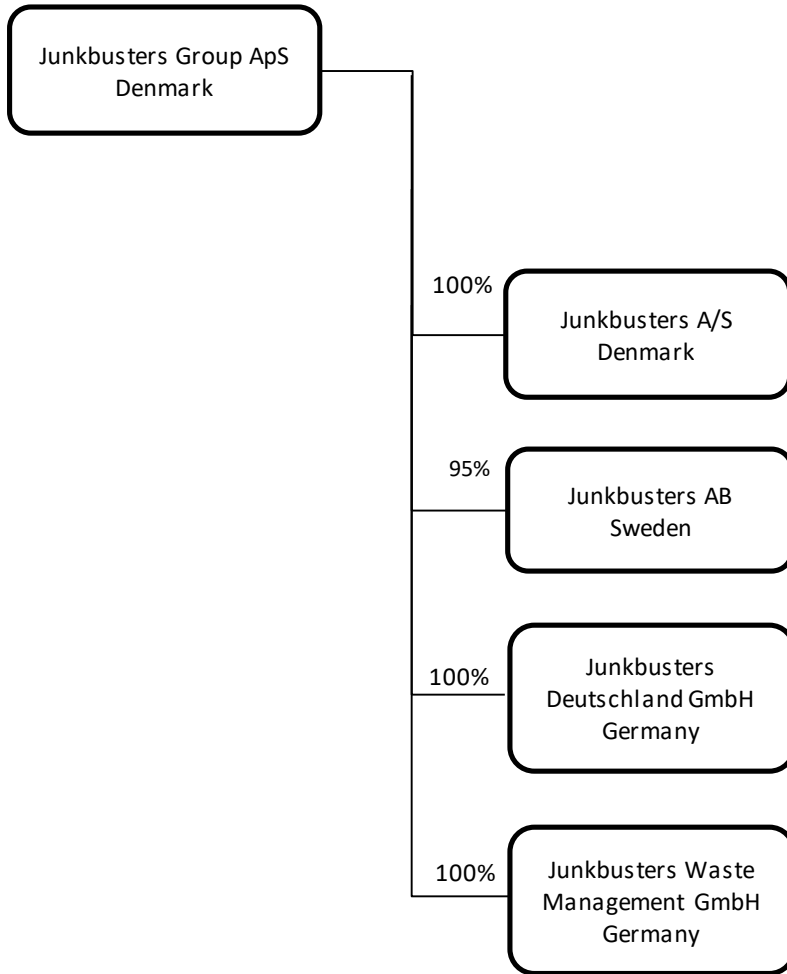 Junkbusters Group ApS
Denmark
100%
Junkbusters A/S
Denmark
95%
Junkbusters AB
Sweden
100%
Junkbusters
Deutschland GmbH
Germany
100%
Junkbusters Waste
Management GmbH
Germany